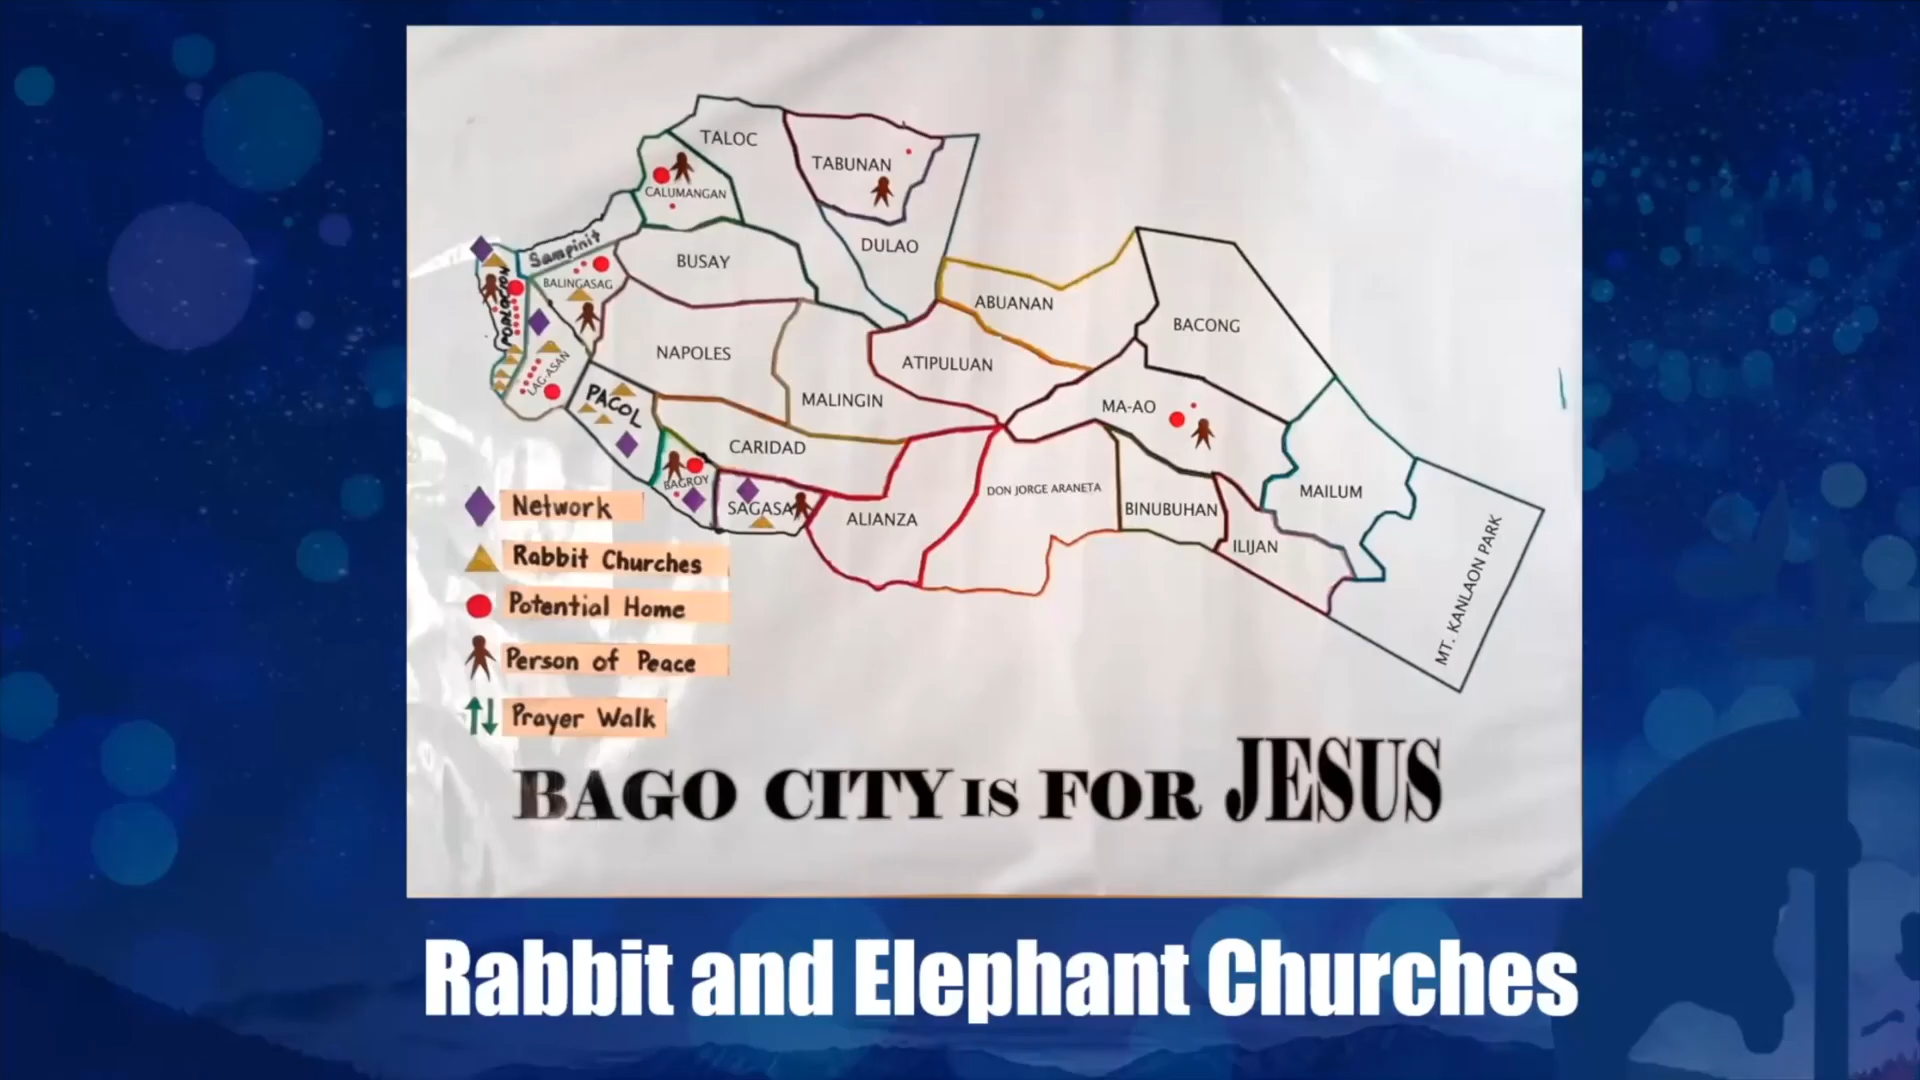 TALOC
TABUNAN
CALUMANGAN
DULAO
Sampinit
BUSAY
BALINGASAG
POBLACION
ABUANAN
BACONG
NAPOLES
ATIPULUAN
LAG-ASAN
MALINGIN
MA-AO
PACOL
CARIDAD
BAGROY
SAGASA
ALIANZA
DON JORGE ARANETA
BINUBUHAN
MAILUM
ILIJAN
MT. KANLAON PARK
Network
Rabbit Churches
Potential Home
Person of Peace
Prayer Walk
BAGO CITY IS FOR JESUS
Rabbit and Elephant Churches